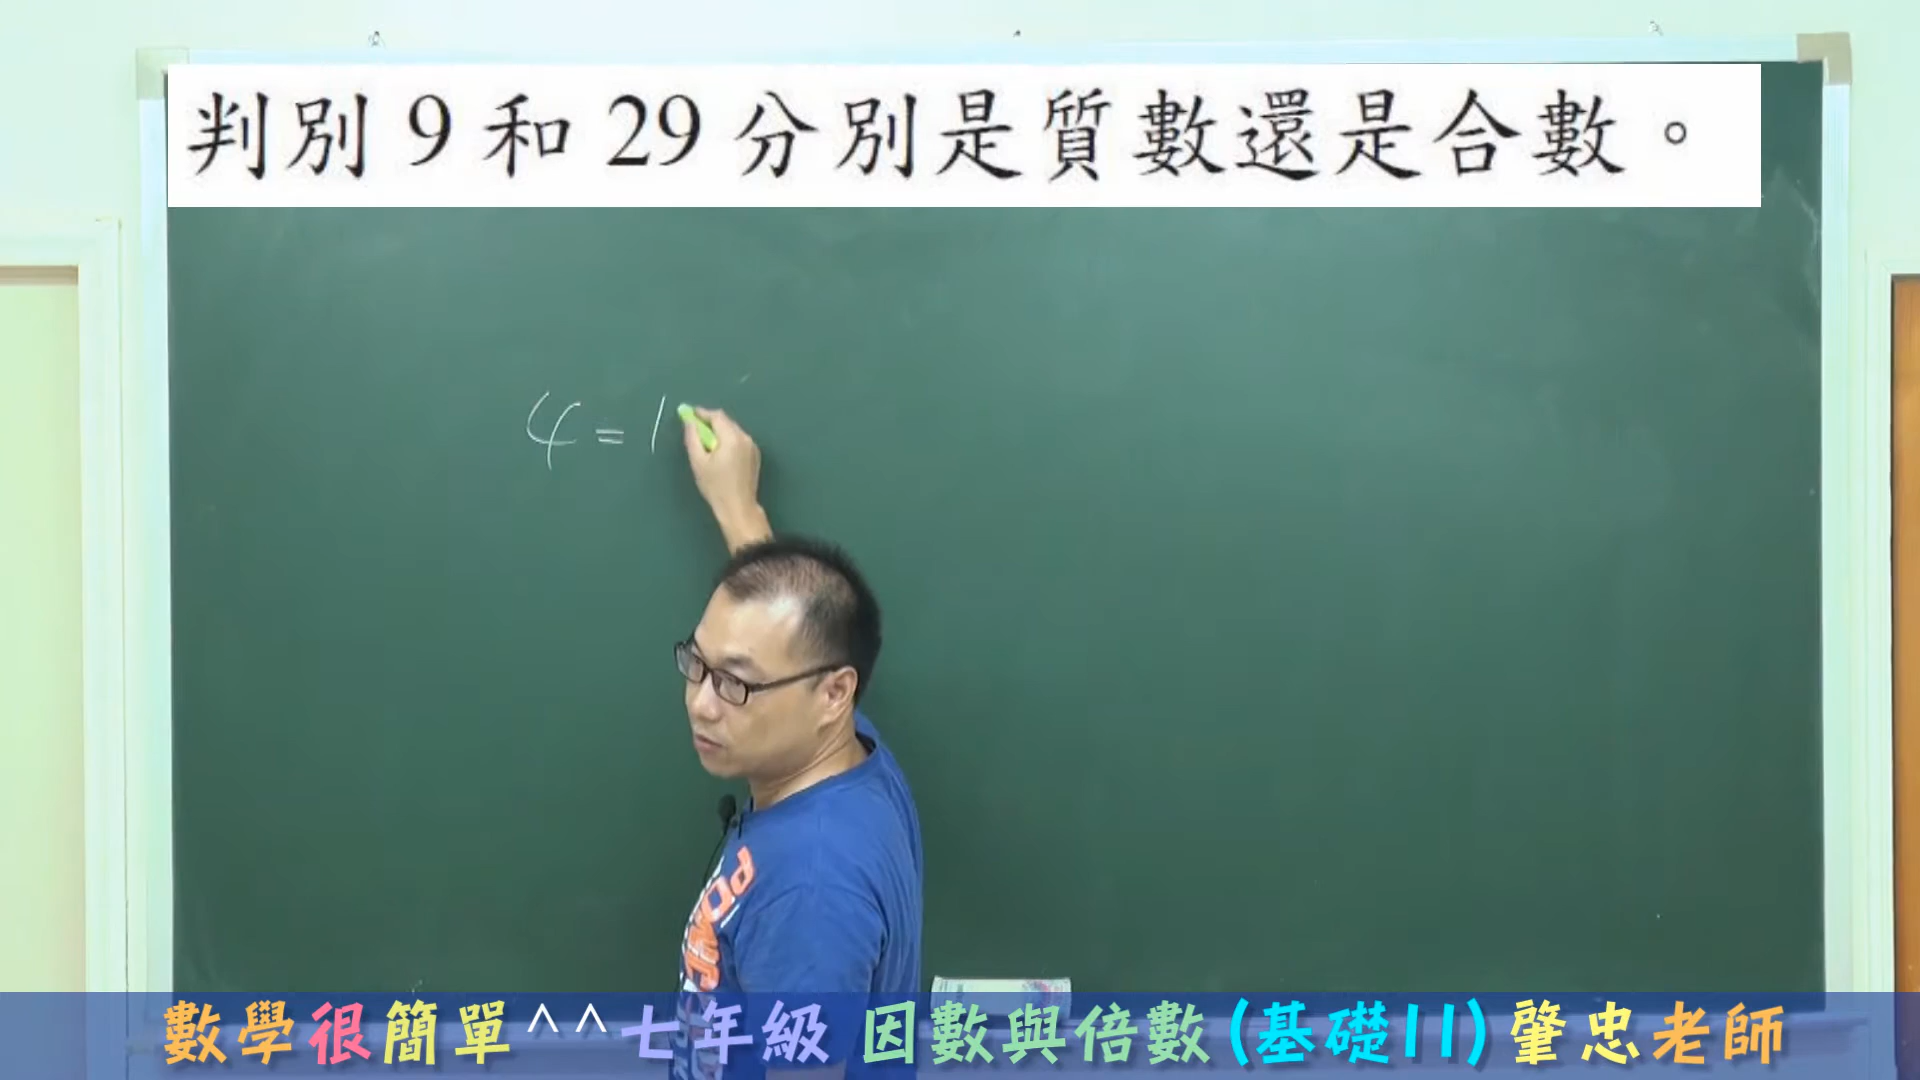 判別 9 和 29 分別是質數還是合數。
4 = 1
數學很簡單^^七年級 因數與倍數(基礎11)肇忠老師